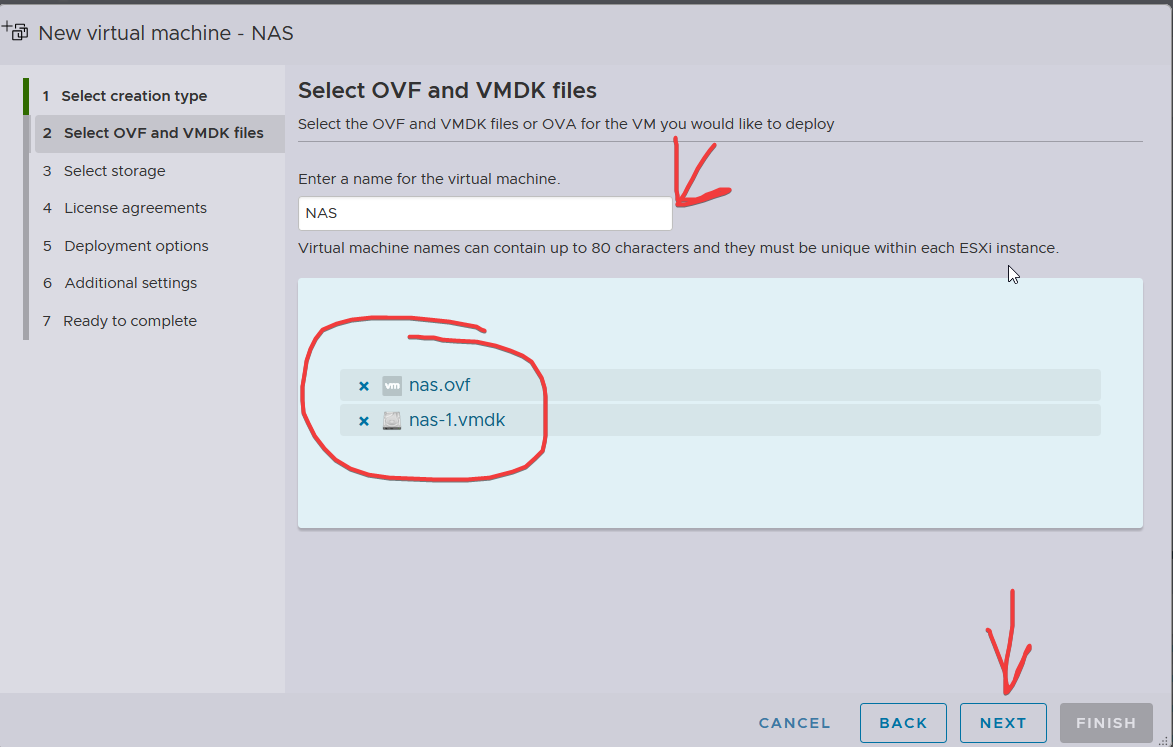 New virtual machine - NAS
1 Select creation type
2 Select OVF and VMDK files
3 Select storage
4 License agreements
5 Deployment options
6 Additional settings
7 Ready to complete
Select OVF and VMDK files
Select the OVF and VMDK files or OVA for the VM you would like to deploy
Enter a name for the virtual machine.
NAS
Virtual machine names can contain up to 80 characters and they must be unique within each ESXi instance.
× vm nas.ovf
× nas-1.vmdk
CANCEL BACK NEXT FINISH